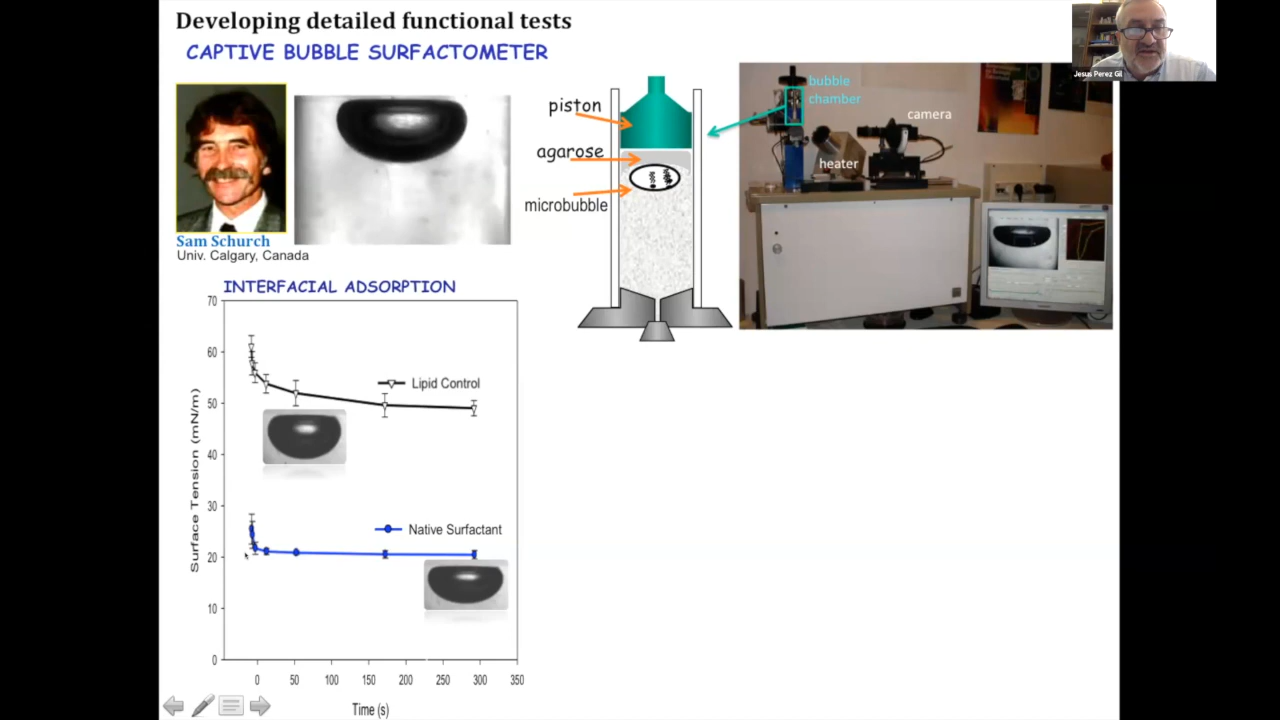 Developing detailed functional tests
CAPTIVE BUBBLE SURFACTOMETER
Jesus Perez Gil
Sam Schurch
Univ. Calgary, Canada
piston
agarose
microbubble
bubble
chamber
camera
heater
INTERFACIAL ADSORPTION
Surface Tension (mN/m)
70
60
50
40
30
20
10
0
Lipid Control
Native Surfactant
0 50 100 150 200 250 300 350
Time (s)